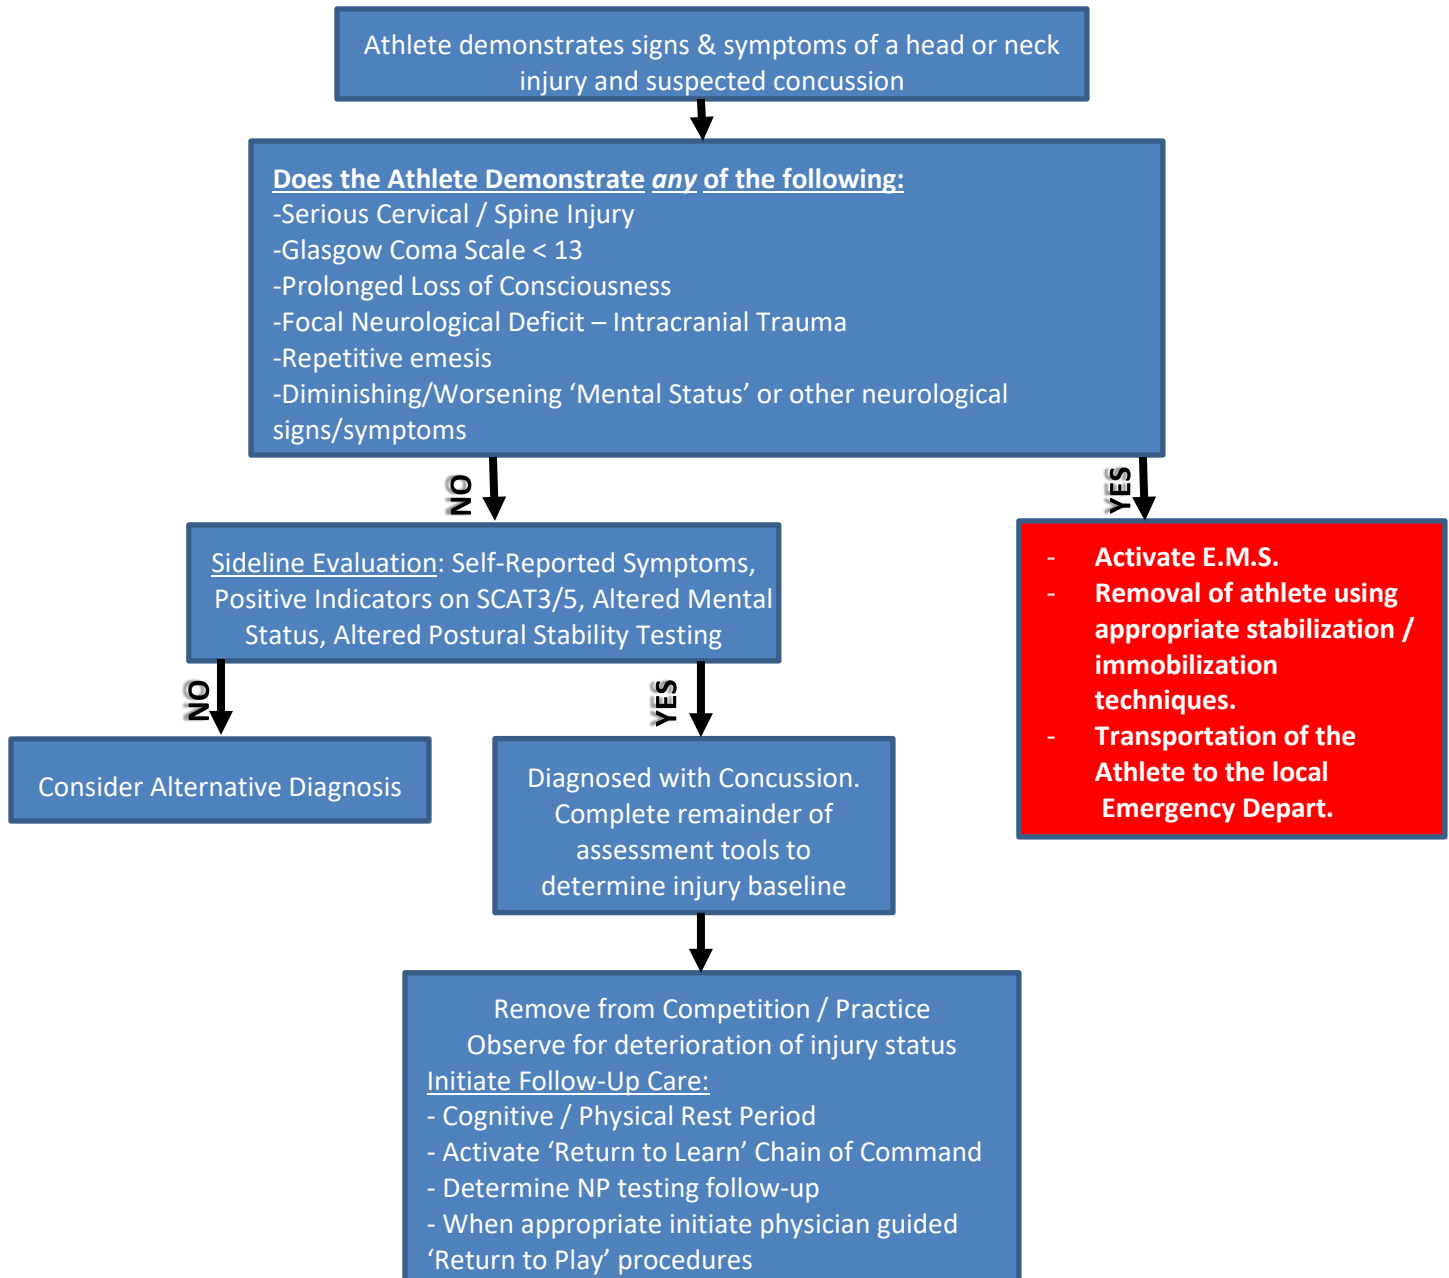 Athlete demonstrates signs & symptoms of a head or neck
injury and suspected concussion
Does the Athlete Demonstrate any of the following:
-Serious Cervical / Spine Injury
-Glasgow Coma Scale < 13
-Prolonged Loss of Consciousness
-Focal Neurological Deficit – Intracranial Trauma
-Repetitive emesis
-Diminishing/Worsening ‘Mental Status’ or other neurological
signs/symptoms
NO
YES
Sideline Evaluation: Self-Reported Symptoms,
Positive Indicators on SCAT3/5, Altered Mental
Status, Altered Postural Stability Testing
- Activate E.M.S.
- Removal of athlete using
appropriate stabilization /
immobilization
techniques.
- Transportation of the
Athlete to the local
Emergency Depart.
NO
YES
Consider Alternative Diagnosis
Diagnosed with Concussion.
Complete remainder of
assessment tools to
determine injury baseline
Remove from Competition / Practice
Observe for deterioration of injury status
Initiate Follow-Up Care:
- Cognitive / Physical Rest Period
- Activate ‘Return to Learn’ Chain of Command
- Determine NP testing follow-up
- When appropriate initiate physician guided
‘Return to Play’ procedures